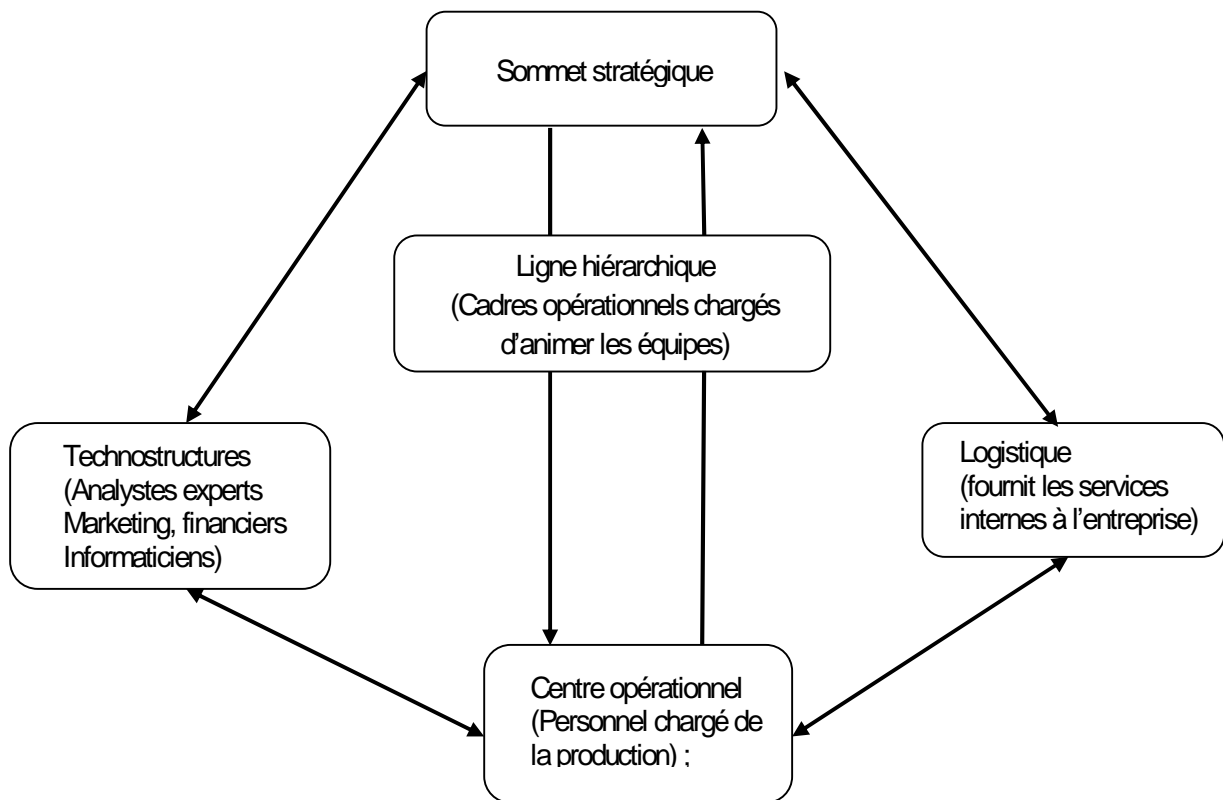 Sommet stratégique
Ligne hiérarchique
(Cadres opérationnels chargés
d’animer les équipes)
Technostructures
(Analystes experts
Marketing, financiers
Informaticiens)
Logistique
(fournit les services
internes à l’entreprise)
Centre opérationnel
(Personnel chargé de
la production) ;